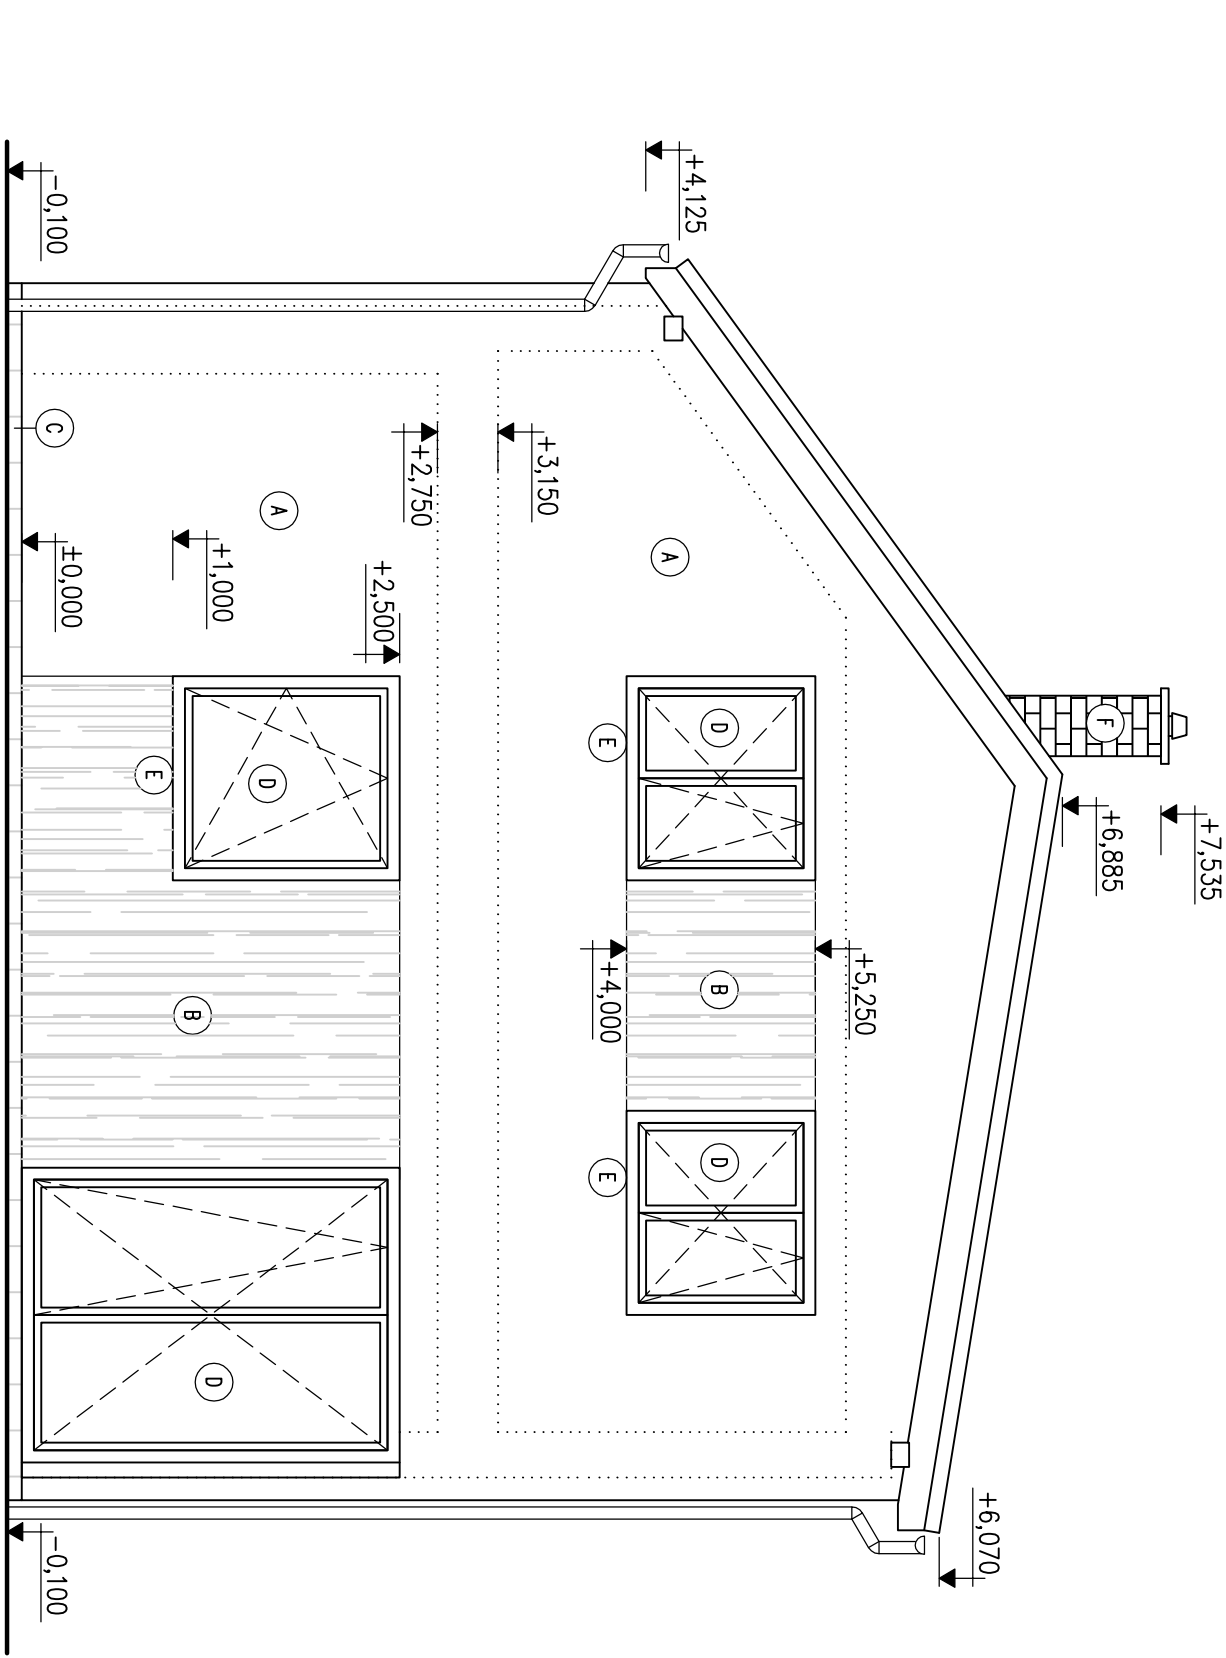 +7,535
+6,885
F
+6,070
+5,250
+4,125
D
B
D
A
E
+4,000
E
+3,150
+2,750
+2,500
A
D
D
B
+1,000
E
C
±0,000
-0,100
-0,100